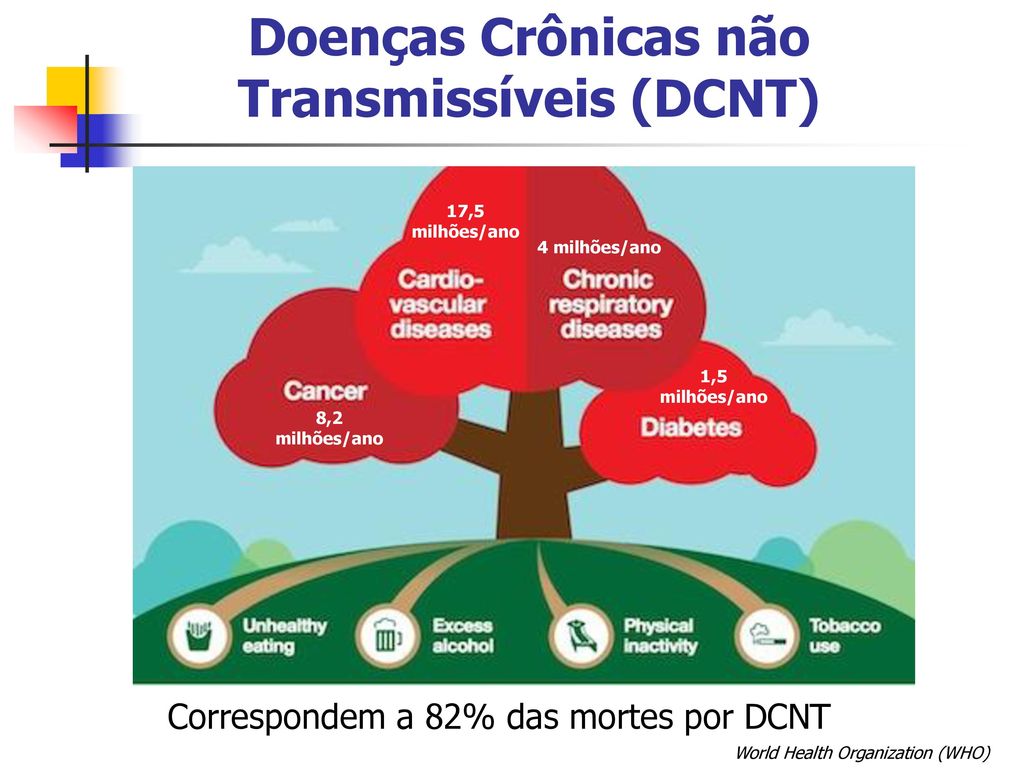 Doenças Crônicas não
Transmissíveis (DCNT)
17,5
milhões/ano
4 milhões/ano
Cardio-
vascular
diseases
Chronic
respiratory
diseases
Cancer
8,2
milhões/ano
1,5
milhões/ano
Diabetes
Unhealthy
eating
Excess
alcohol
Physical
inactivity
Tobacco
use
Correspondem a 82% das mortes por DCNT
World Health Organization (WHO)